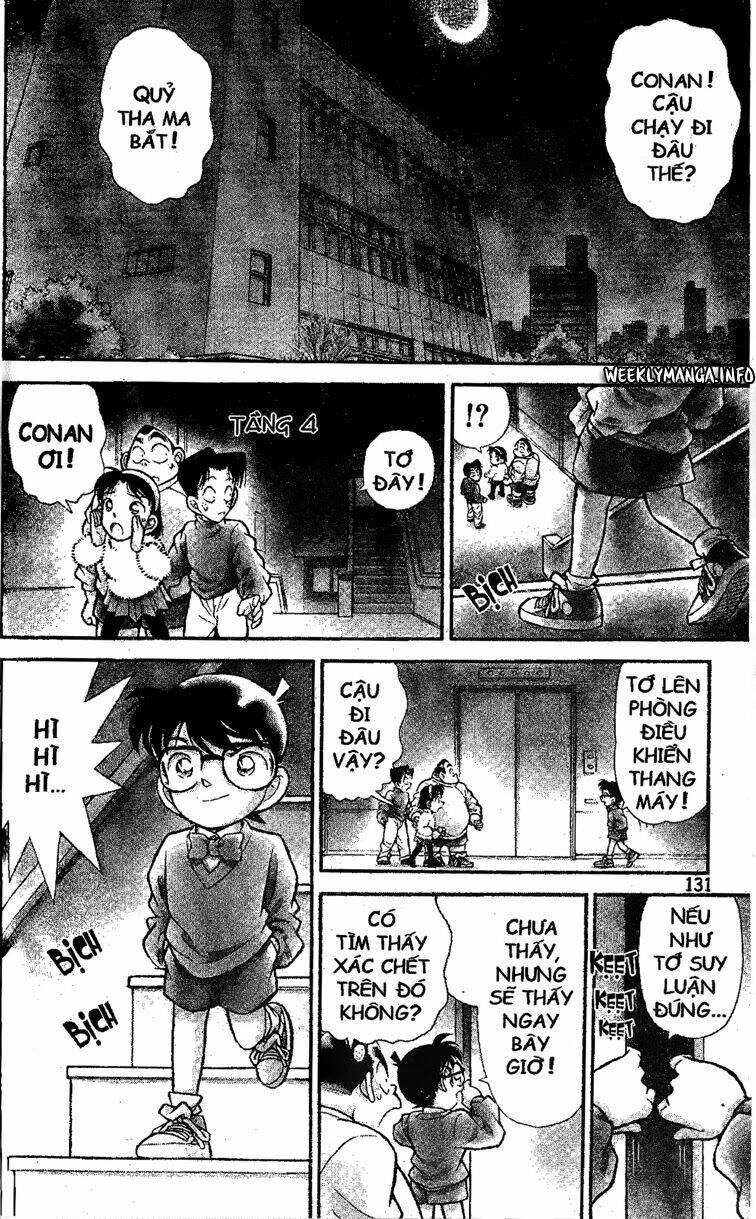 QUỶ
THA MA
BẮT!
CONAN!
CẬU
CHẠY ĐI
ĐÂU
THẾ?
WEEKLYMANGA.INFO
CONAN
ƠI!
TẦNG 4
TỚ
ĐÂY!
!?
BỊCH
HÌ
HÌ
HÌ...
BỊCH
BỊCH
CẬU
ĐI
ĐÂU
VẬY?
TỚ LÊN
PHÒNG
ĐIỀU
KHIỂN
THANG
MÁY!
131
CÓ
TÌM THẤY
XÁC CHẾT
TRÊN ĐÓ
KHÔNG?
CHƯA
THẤY,
NHƯNG
SẼ THẤY
NGAY
BÂY
GIỜ!
KẸT
KẸT
KẸT
NẾU
NHƯ
TỚ SUY
LUẬN
ĐÚNG...